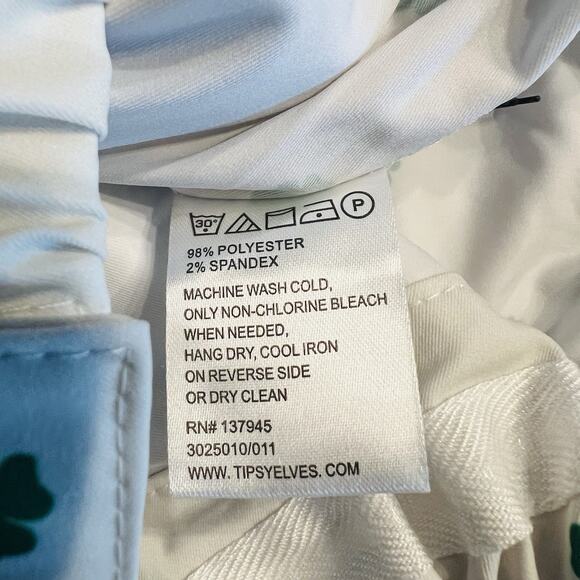 30°
P
98% POLYESTER
2% SPANDEX
MACHINE WASH COLD,
ONLY NON-CHLORINE BLEACH
WHEN NEEDED,
HANG DRY, COOL IRON
ON REVERSE SIDE
OR DRY CLEAN
RN# 137945
3025010/011
WWW. TIPSYELVES. COM